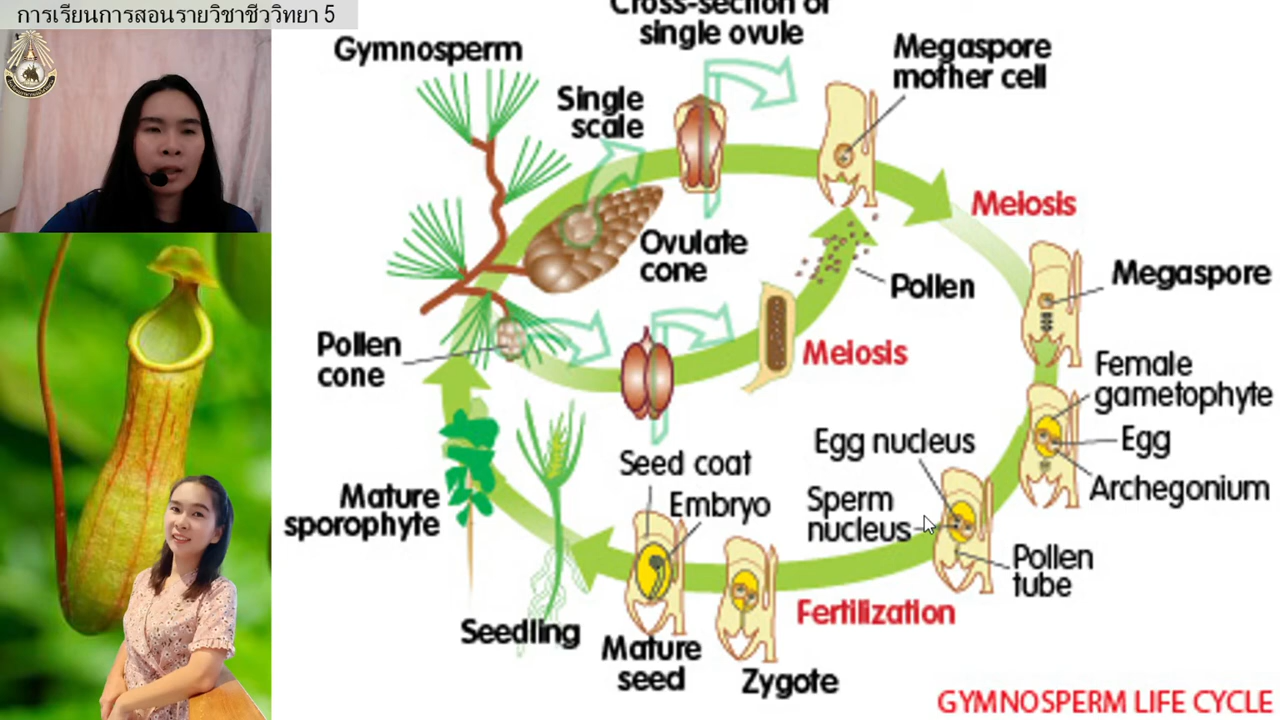 การเรียนการสอนรายวิชาชีววิทยา 5
Cross-section of
single ovule
Gymnosperm
Megaspore
mother cell
Single
scale
Meiosis
Ovulate
cone
Pollen
Megaspore
Pollen
cone
Meiosis
Female
gametophyte
Egg nucleus
Egg
Seed coat
Archegonium
Embryo
Sperm
nucleus
Mature
sporophyte
Pollen
tube
Fertilization
Seedling
Mature
seed
Zygote
GYMNOSPERM LIFE CYCLE